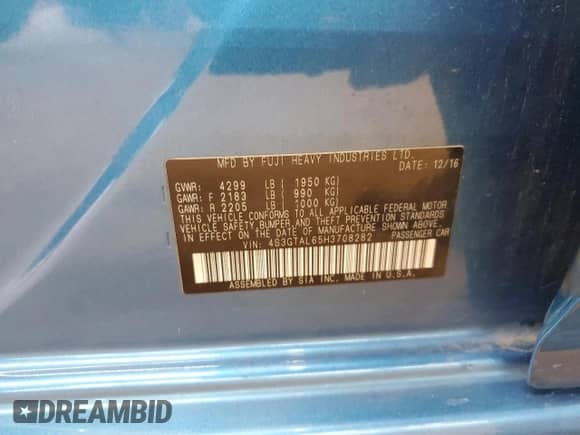 MFD BY FUJI HEAVY INDUSTRIES LTD.
DATE: 12/16
GVWR: 4299 LB ( 1950 KG)
GAWR: F 2183 LB ( 990 KG)
GAWR: R 2205 LB ( 1000 KG)
THIS VEHICLE CONFORMS TO ALL APPLICABLE FEDERAL MOTOR
VEHICLE SAFETY, BUMPER, AND THEFT PREVENTION STANDARDS
IN EFFECT ON THE DATE OF MANUFACTURE SHOWN ABOVE.
VIN: 4S3GTAL65H3708282 PASSENGER CAR
ASSEMBLED BY SIA INC. MADE IN U.S.A.
DREAMBID